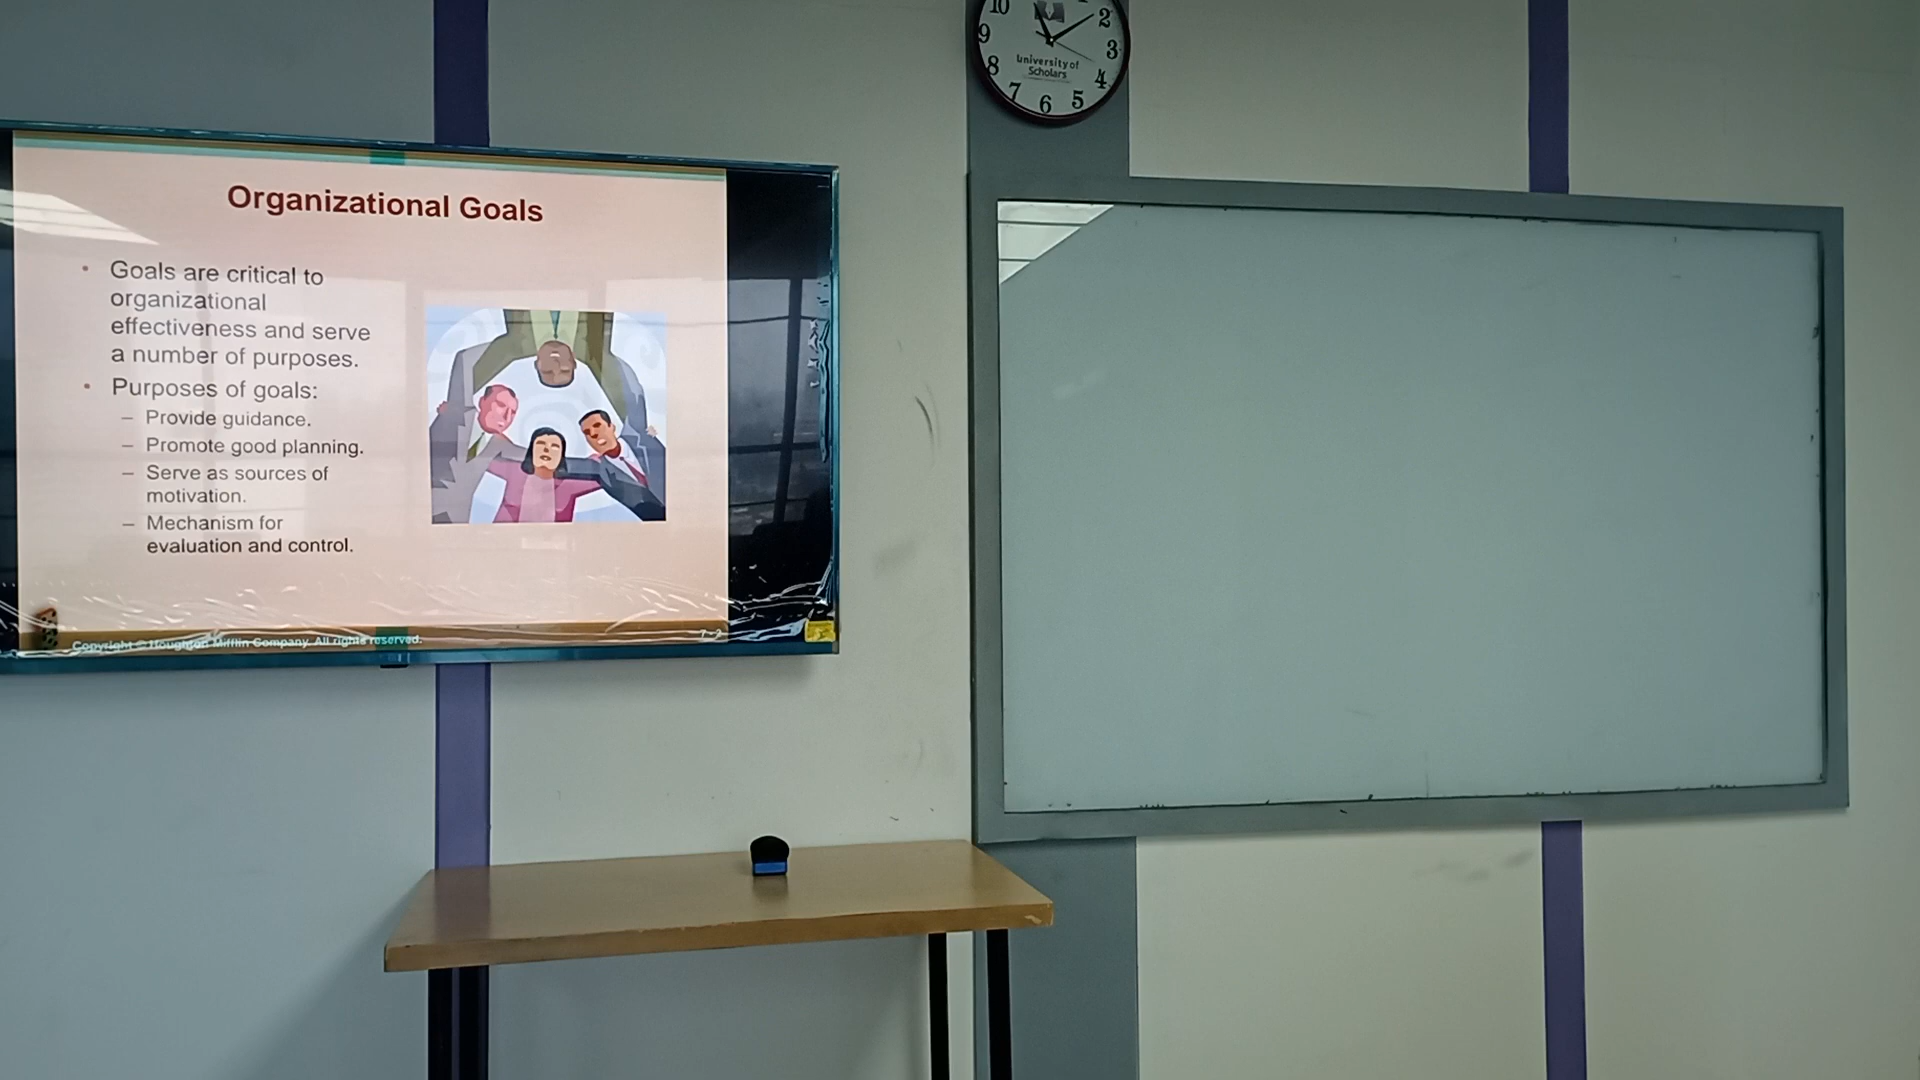 Organizational Goals
• Goals are critical to
organizational
effectiveness and serve
a number of purposes.
• Purposes of goals:
– Provide guidance.
– Promote good planning.
– Serve as sources of
motivation.
– Mechanism for
evaluation and control.
Copyright © Houghton Mifflin Company. All rights reserved.
7–2
10
2
9
3
8
4
7
6
5
University of
Scholars